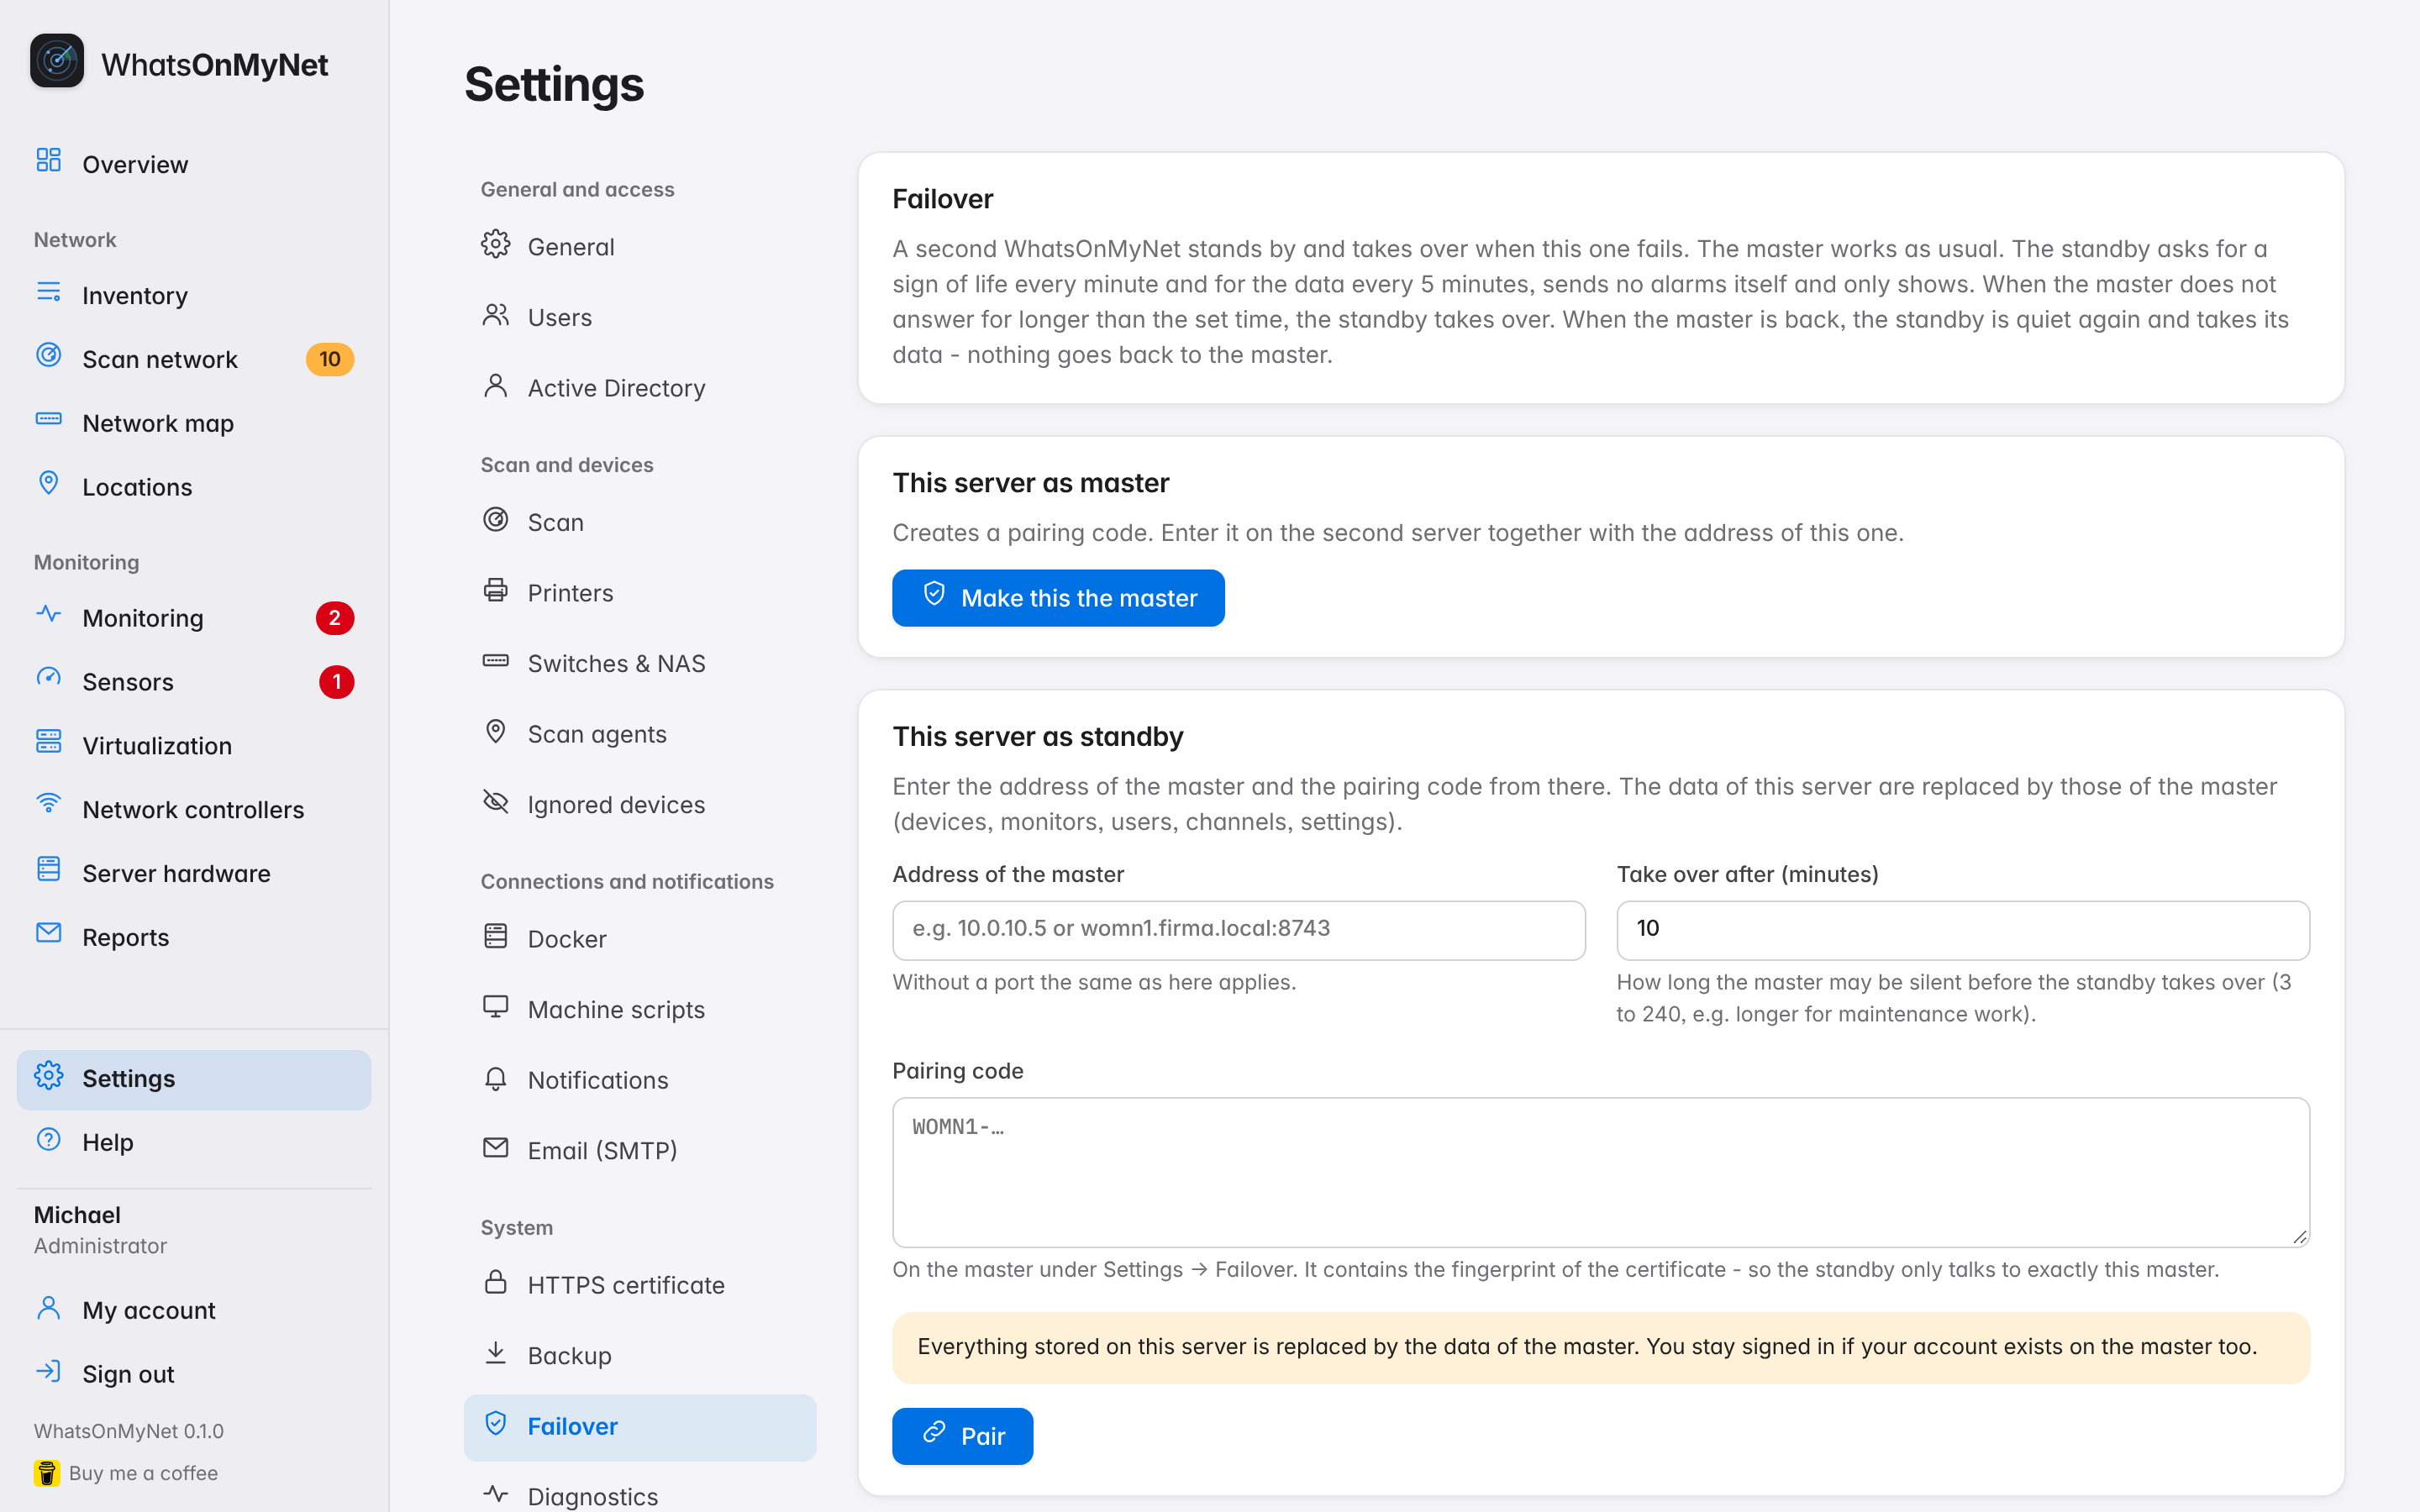 WhatsOnMyNet
Overview
Network
Inventory
Scan network 10
Network map
Locations
Monitoring
Monitoring 2
Sensors 1
Virtualization
Network controllers
Server hardware
Reports
Settings
Help
Michael
Administrator
My account
Sign out
WhatsOnMyNet 0.1.0
Buy me a coffee
Settings
General and access
General
Users
Active Directory
Scan and devices
Scan
Printers
Switches & NAS
Scan agents
Ignored devices
Connections and notifications
Docker
Machine scripts
Notifications
Email (SMTP)
System
HTTPS certificate
Backup
Failover
Diagnostics
Failover
A second WhatsOnMyNet stands by and takes over when this one fails. The master works as usual. The standby asks for a
sign of life every minute and for the data every 5 minutes, sends no alarms itself and only shows. When the master does not
answer for longer than the set time, the standby takes over. When the master is back, the standby is quiet again and takes its
data - nothing goes back to the master.
This server as master
Creates a pairing code. Enter it on the second server together with the address of this one.
Make this the master
This server as standby
Enter the address of the master and the pairing code from there. The data of this server are replaced by those of the master
(devices, monitors, users, channels, settings).
Address of the master
e.g. 10.0.10.5 or womn1.firma.local:8743
Without a port the same as here applies.
Take over after (minutes)
10
How long the master may be silent before the standby takes over (3
to 240, e.g. longer for maintenance work).
Pairing code
WOMN1-…
On the master under Settings → Failover. It contains the fingerprint of the certificate - so the standby only talks to exactly this master.
Everything stored on this server is replaced by the data of the master. You stay signed in if your account exists on the master too.
Pair